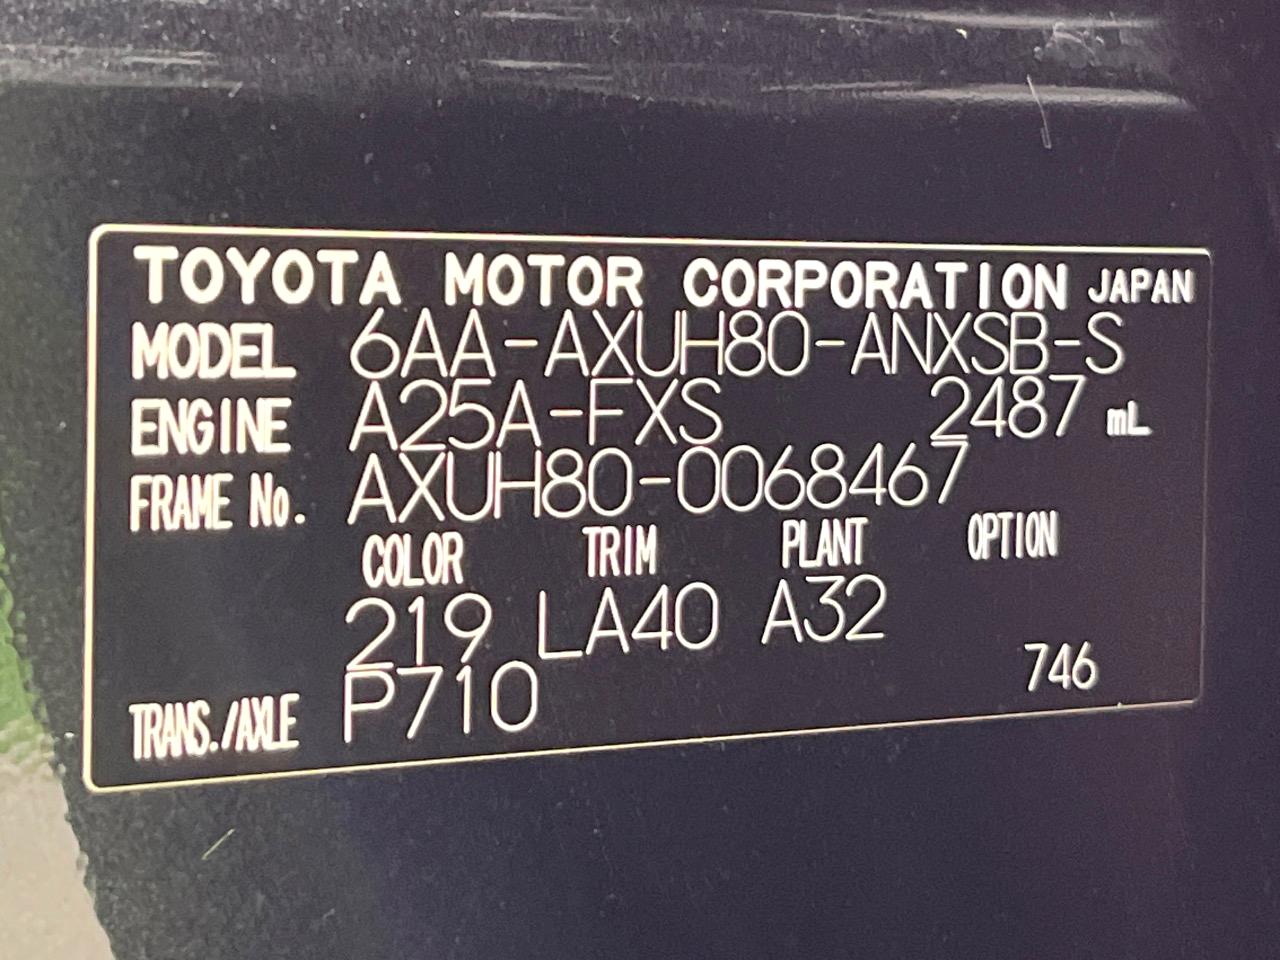 TOYOTA MOTOR CORPORATION JAPAN
MODEL 6AA-AXUH80-ANXSB-S
ENGINE A25A-FXS 2487 mL
FRAME No. AXUH80-0068467
COLOR TRIM PLANT OPTION
219 LA40 A32
746
TRANS./AXLE P710